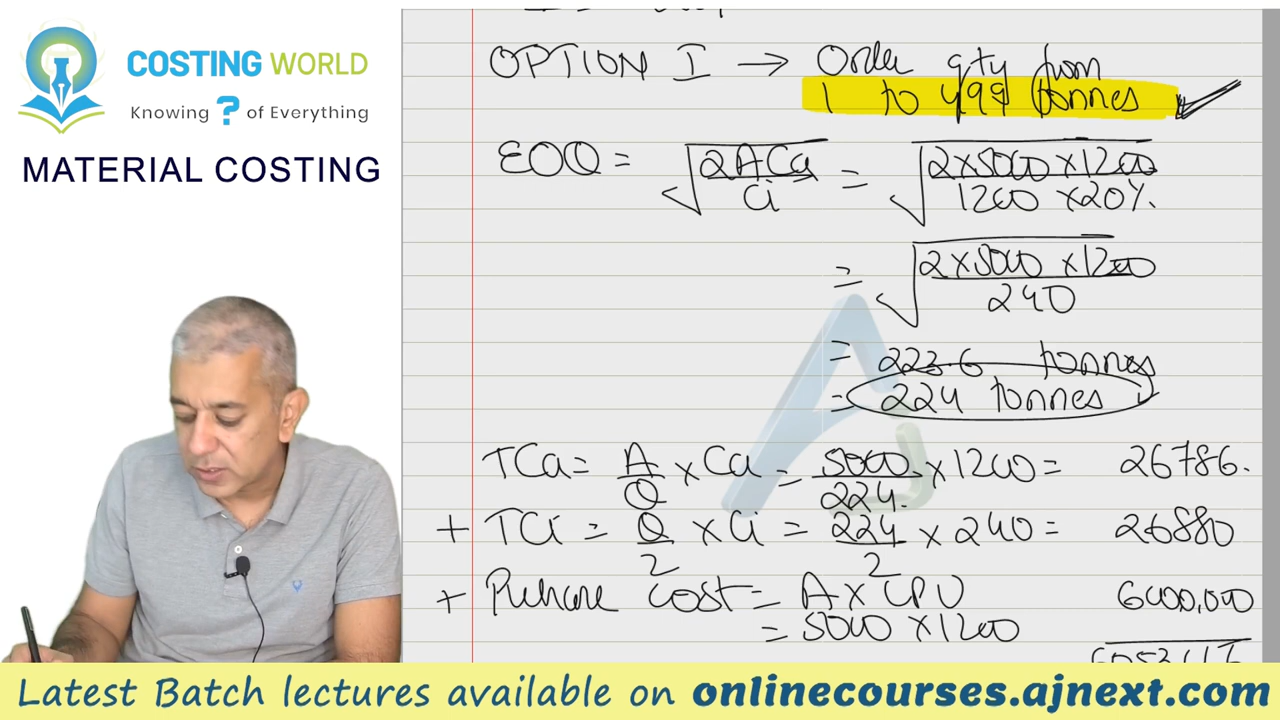 COSTING WORLD
Knowing ? of Everything
MATERIAL COSTING
OPTION I → Order qty from
1 to 499 tonnes
EOQ = √(2ACa / Ci) = √(2×5000×1200 / 1200×20%.)
= √(2×5000×1200 / 240)
= 223.6 tonnes
= 224 tonnes
TCa = A/Q × Ca = 5000/224. × 1200 = 26786.
+ TCi = Q/2 × Ci = 224/2 × 240 = 26880
+ Purchase cost = A × CPU 6000,000
= 5000 × 1200
Latest Batch lectures available on onlinecourses.ajnext.com